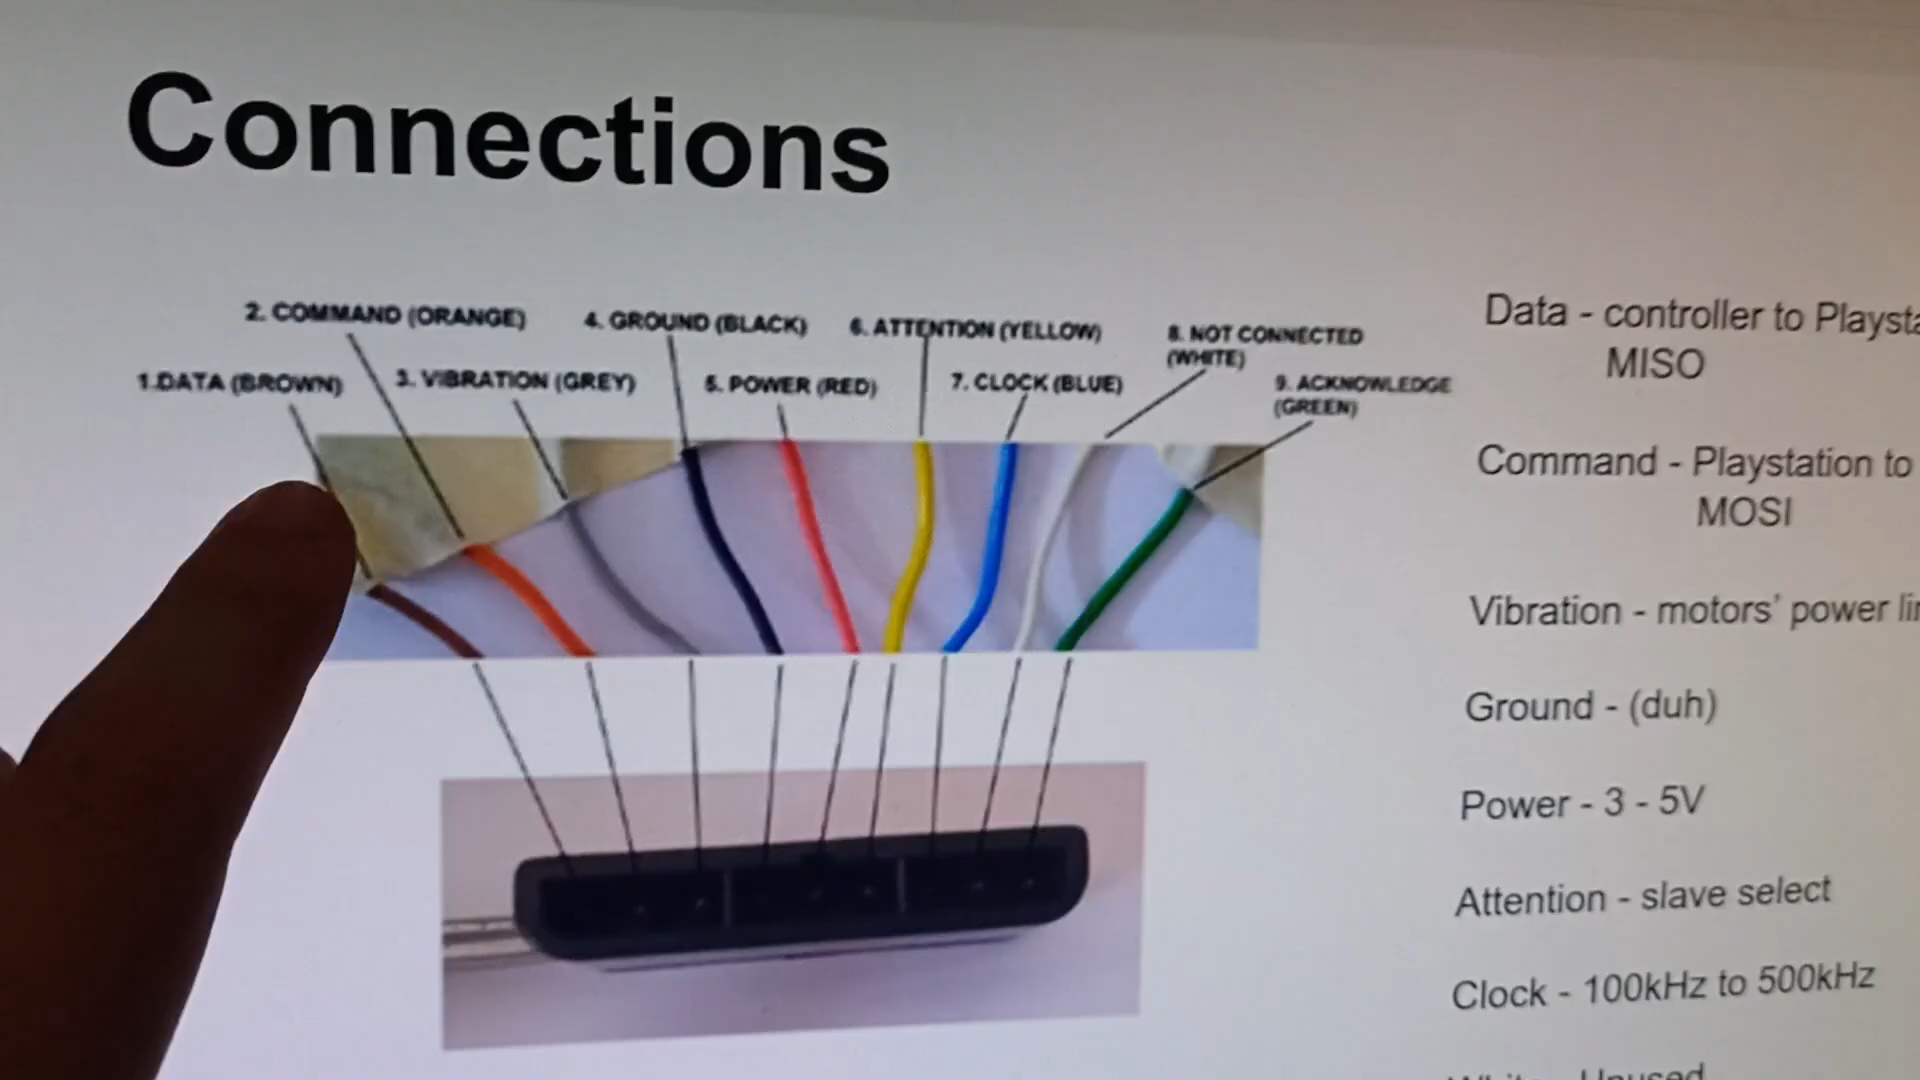 Connections
2. COMMAND (ORANGE)
4. GROUND (BLACK)
6. ATTENTION (YELLOW)
8. NOT CONNECTED
(WHITE)
1.DATA (BROWN)
3. VIBRATION (GREY)
5. POWER (RED)
7. CLOCK (BLUE)
9. ACKNOWLEDGE
(GREEN)
Data - controller to
MISO
Command - Playstation to
MOSI
Vibration - motors' power
Ground - (duh)
Power - 3 - 5V
Attention - slave select
Clock - 100kHz to 500kHz